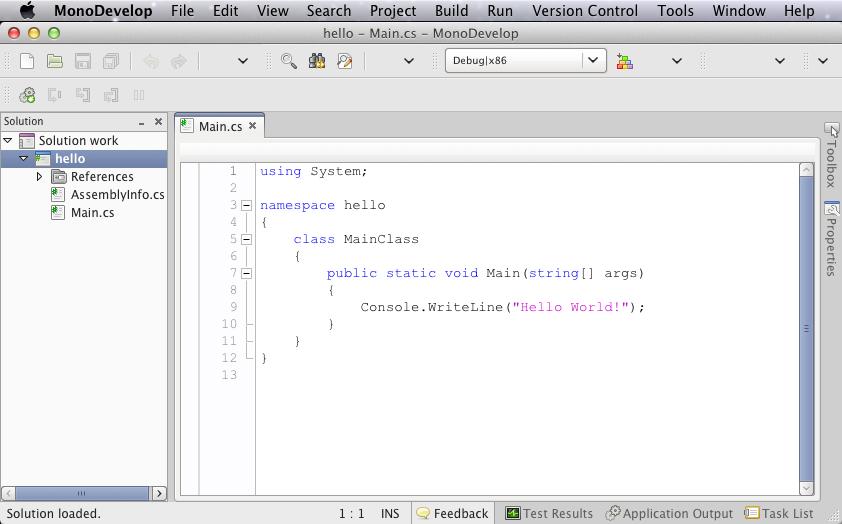 MonoDevelop File Edit View Search Project Build Run Version Control Tools Window Help
hello – Main.cs – MonoDevelop
Debug|x86
Solution
Solution work
hello
References
AssemblyInfo.cs
Main.cs
Main.cs
1 using System;
2
3 namespace hello
4 {
5 class MainClass
6 {
7 public static void Main(string[] args)
8 {
9 Console.WriteLine("Hello World!");
10 }
11 }
12 }
13
Toolbox
Properties
Solution loaded. 1 : 1 INS Feedback Test Results Application Output Task List